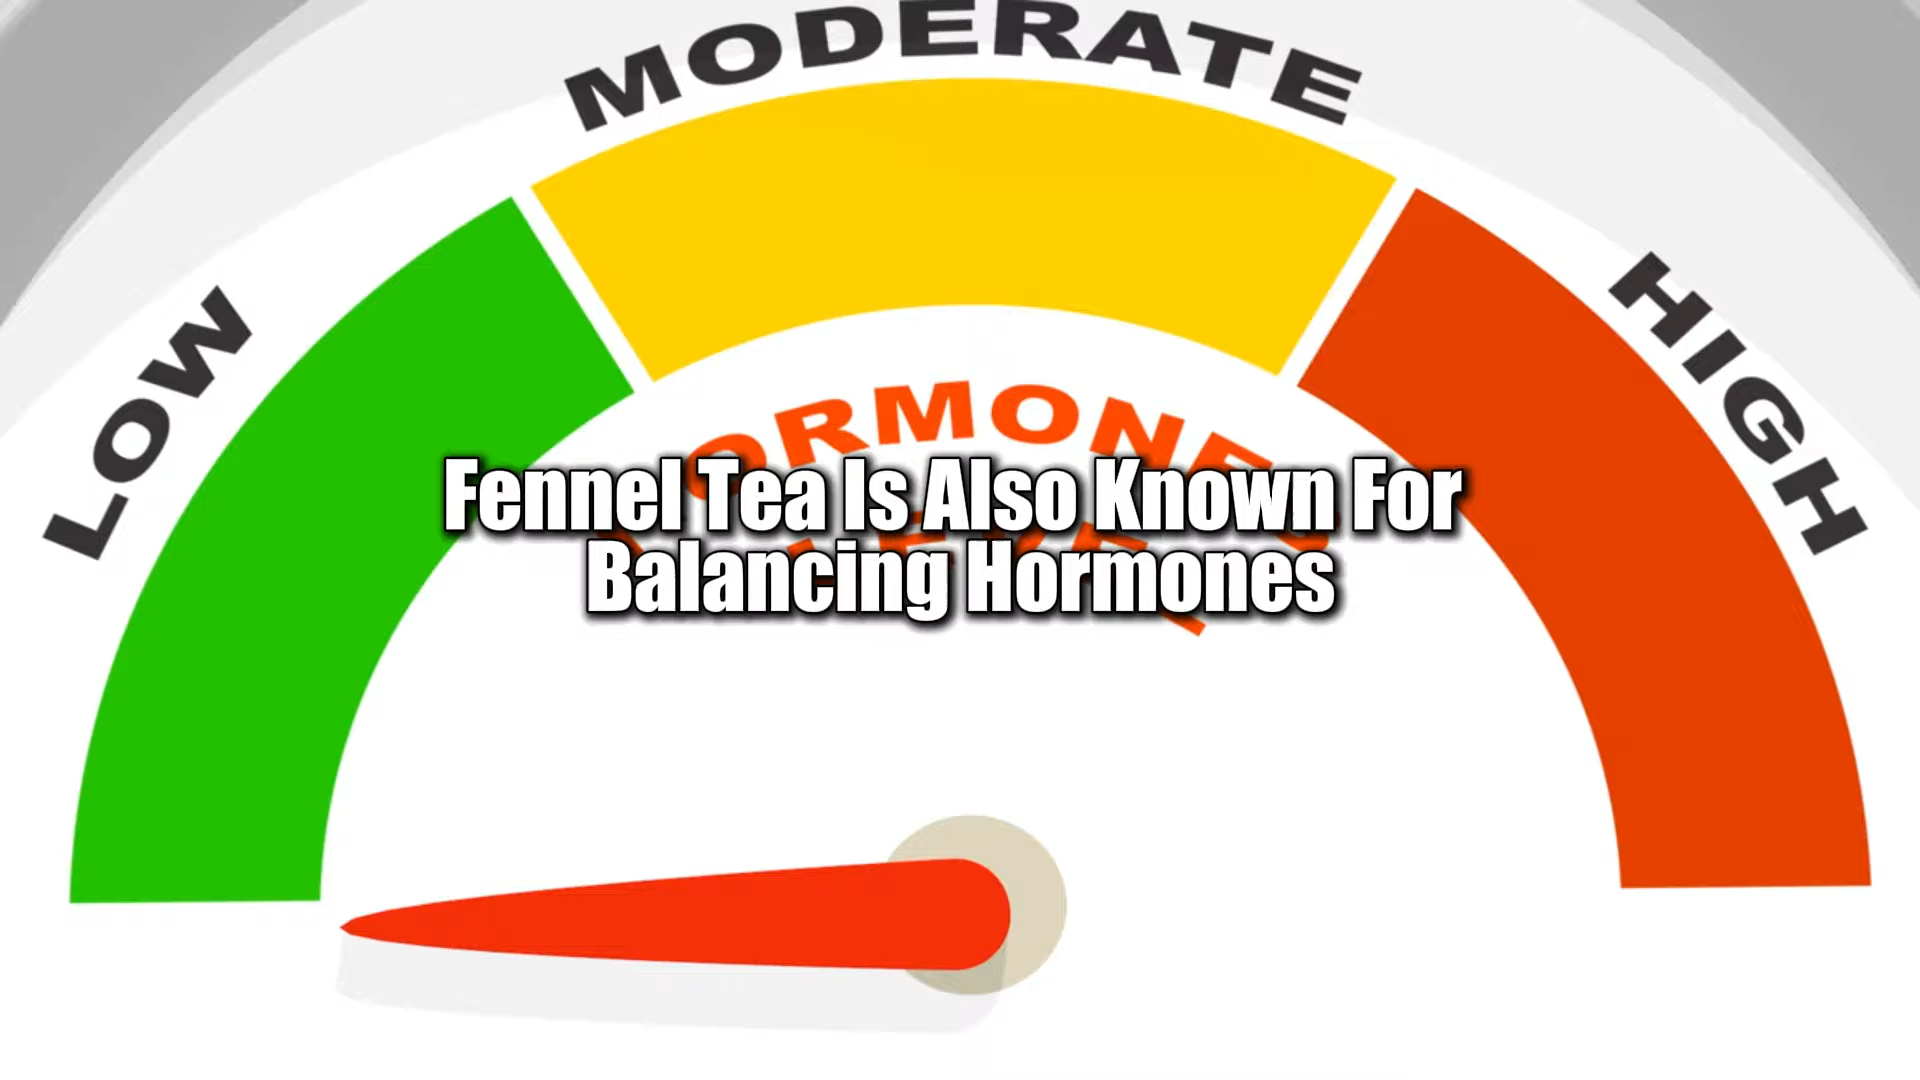 MODERATE
LOW
HIGH
Fennel Tea Is Also Known For
Balancing Hormones